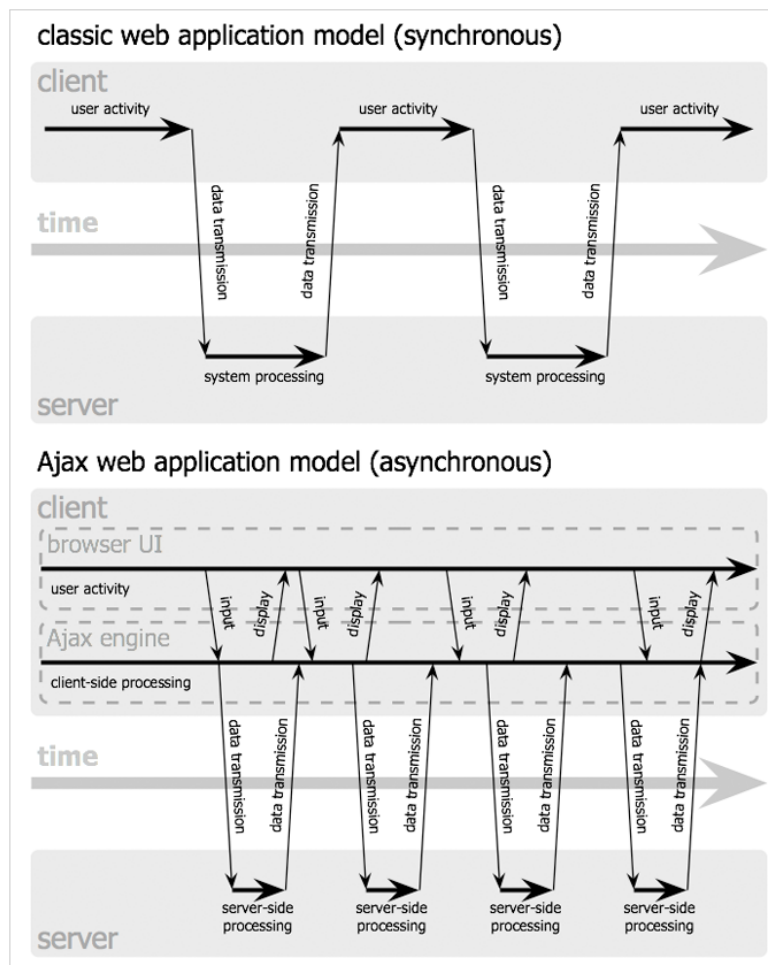 classic web application model (synchronous)
client
user activity
user activity
user activity
data transmission
data transmission
data transmission
data transmission
time
system processing
system processing
server
Ajax web application model (asynchronous)
client
browser UI
user activity
input
display
input
display
input
display
input
display
Ajax engine
client-side processing
data transmission
data transmission
data transmission
data transmission
data transmission
data transmission
data transmission
data transmission
time
server-side
processing
server-side
processing
server-side
processing
server-side
processing
server